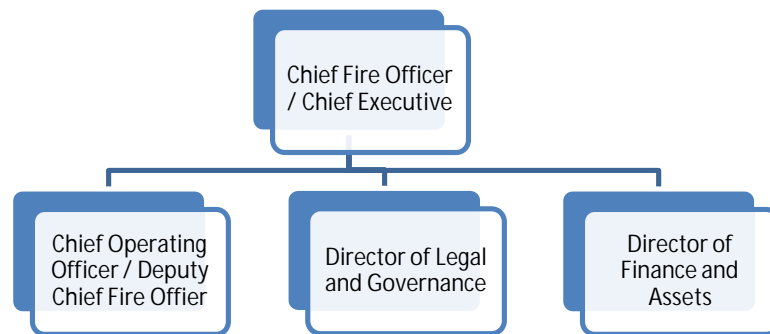 Chief Fire Officer
/ Chief Executive
Chief Operating
Officer / Deputy
Chief Fire Offier
Director of Legal
and Governance
Director of
Finance and
Assets